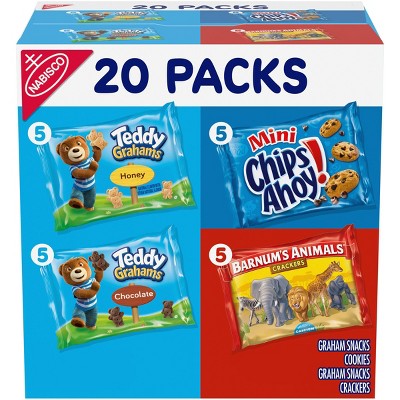 NABISCO
20 PACKS
5
Teddy
Grahams
Honey
5
Mini
Chips
Ahoy!
5
Teddy
Grahams
Chocolate
5
BARNUM'S ANIMALS
CRACKERS
GRAHAM SNACKS
COOKIES
GRAHAM SNACKS
CRACKERS